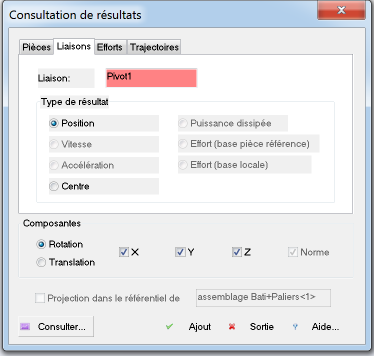 Consultation de résultats
Pièces Liaisons Efforts Trajectoires
Liaison: Pivot1
Type de résultat
Position Puissance dissipée
Vitesse Effort (base pièce référence)
Accélération Effort (base locale)
Centre
Composantes
Rotation X Y Z Norme
Translation
Projection dans le référentiel de assemblage Bati+Paliers<1>
Consulter... Ajout Sortie Aide...